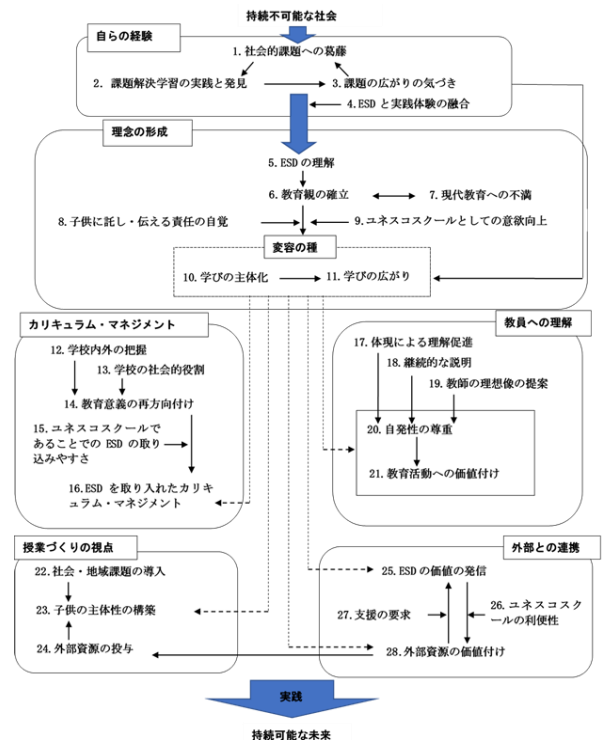 持続不可能な社会
自らの経験
1. 社会的課題への葛藤
2. 課題解決学習の実践と発見
3. 課題の広がりの気づき
4. ESD と実践体験の融合
理念の形成
5. ESD の理解
6. 教育観の確立
7. 現代教育への不満
8. 子供に託し・伝える責任の自覚
9. ユネスコスクールとしての意欲向上
変容の種
10. 学びの主体化
11. 学びの広がり
カリキュラム・マネジメント
12. 学校内外の把握
13. 学校の社会的役割
14. 教育意義の再方向付け
15. ユネスコスクールで
あることでの ESD の取り
込みやすさ
16. ESD を取り入れたカリキ
ュラム・マネジメント
教員への理解
17. 体現による理解促進
18. 継続的な説明
19. 教師の理想像の提案
20. 自発性の尊重
21. 教育活動への価値付け
授業づくりの視点
22. 社会・地域課題の導入
23. 子供の主体性の構築
24. 外部資源の投与
外部との連携
25. ESD の価値の発信
26. ユネスコスク
ールの利便性
27. 支援の要求
28. 外部資源の価値付け
実践
持続可能な未来